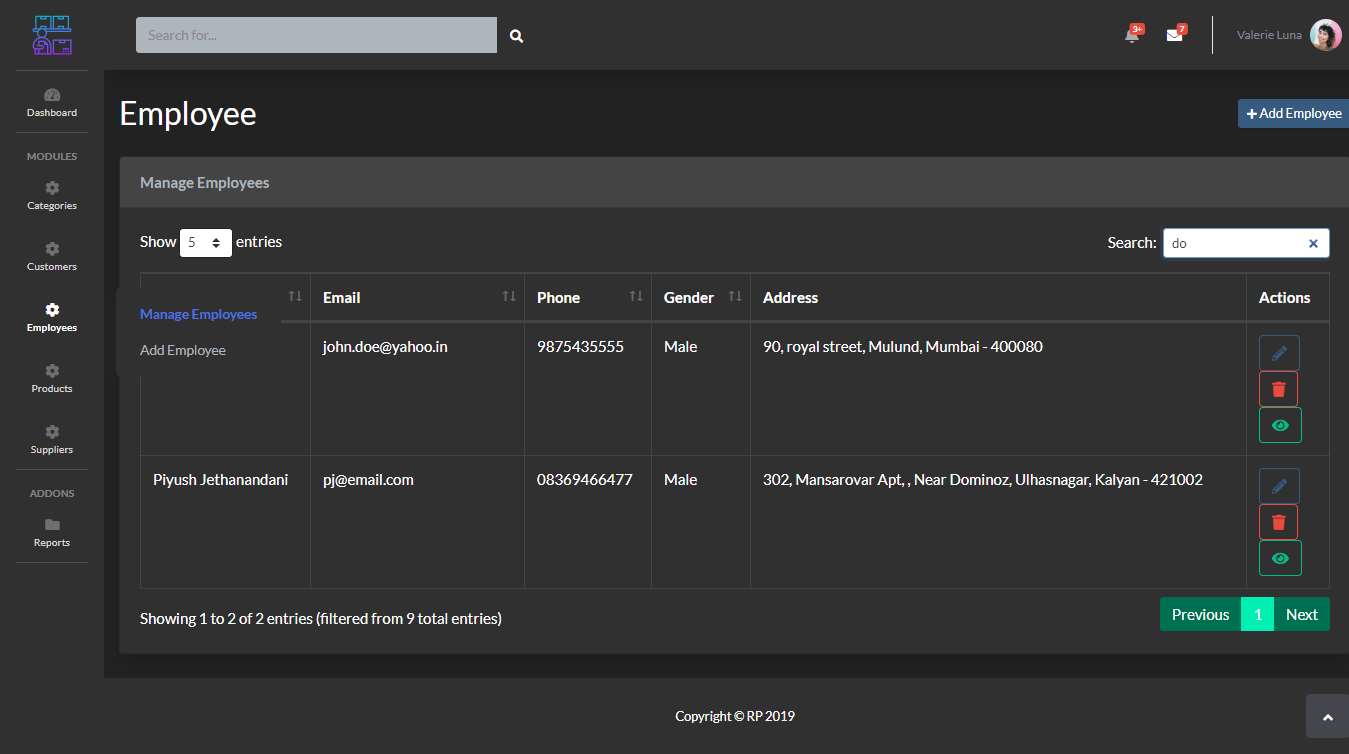 Search for...
3+
7
Valerie Luna
Dashboard
MODULES
Categories
Customers
Employees
Products
Suppliers
ADDONS
Reports
Employee
+ Add Employee
Manage Employees
Show 5 entries
Search: do
Manage Employees
Add Employee
Email Phone Gender Address Actions
john.doe@yahoo.in 9875435555 Male 90, royal street, Mulund, Mumbai - 400080
Piyush Jethanandani pj@email.com 08369466477 Male 302, Mansarovar Apt, , Near Dominoz, Ulhasnagar, Kalyan - 421002
Showing 1 to 2 of 2 entries (filtered from 9 total entries)
Previous 1 Next
Copyright © RP 2019